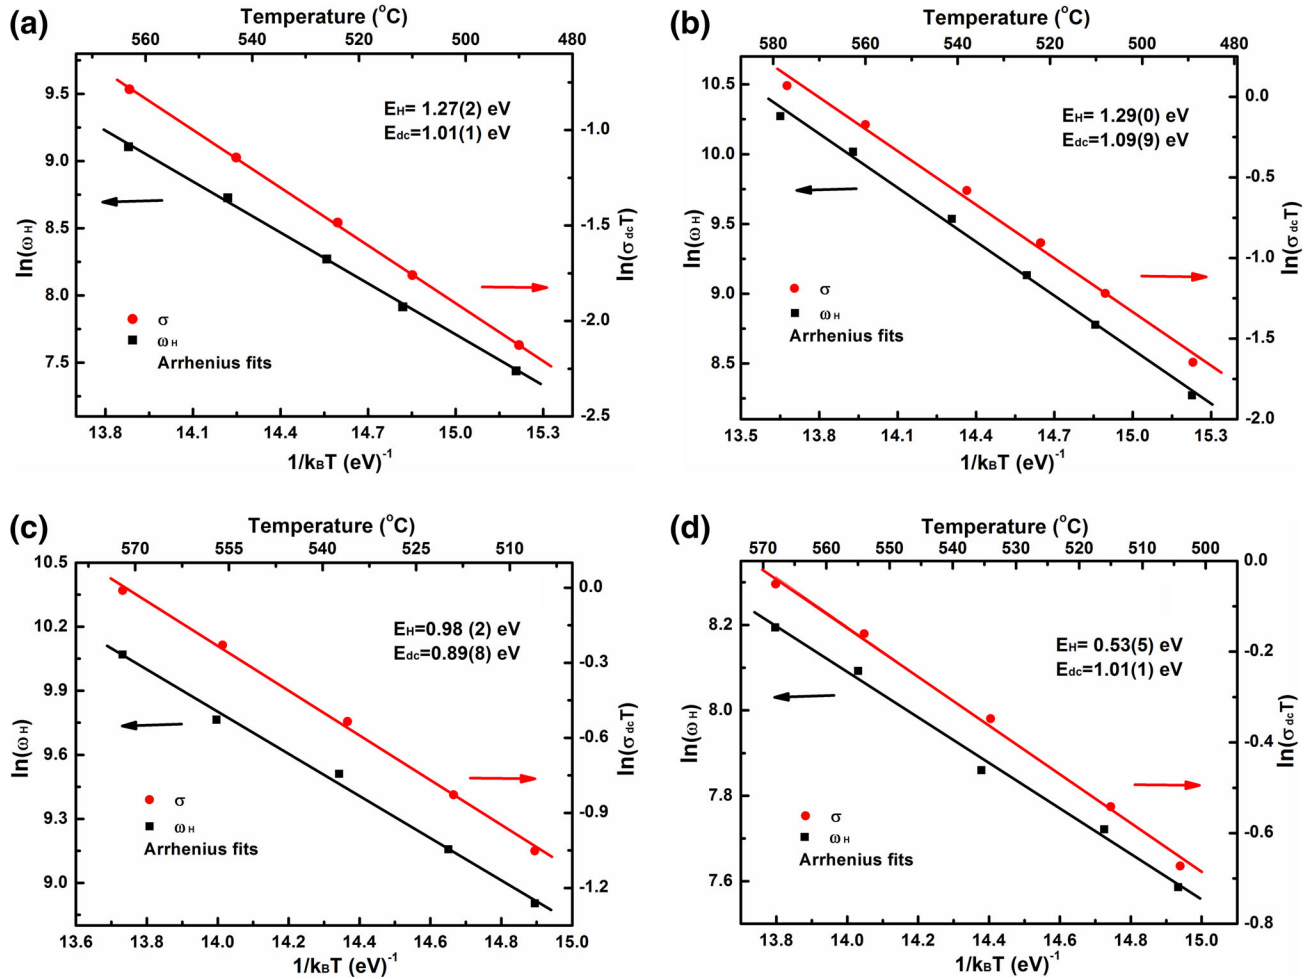 (a)
Temperature (°C)
560 540 520 500 480
9.5
9.0
8.5
8.0
7.5
ln(ωH)
EH= 1.27(2) eV
Edc=1.01(1) eV
σ
ωH
Arrhenius fits
-1.0
-1.5
-2.0
-2.5
ln(σdcT)
13.8 14.1 14.4 14.7 15.0 15.3
1/kBT (eV)-1
(b)
Temperature (°C)
580 560 540 520 500 480
10.5
10.0
9.5
9.0
8.5
ln(ωH)
EH= 1.29(0) eV
Edc=1.09(9) eV
σ
ωH
Arrhenius fits
0.0
-0.5
-1.0
-1.5
-2.0
ln(σdcT)
13.5 13.8 14.1 14.4 14.7 15.0 15.3
1/kBT (eV)-1
(c)
Temperature (°C)
570 555 540 525 510
10.5
10.2
9.9
9.6
9.3
9.0
ln(ωH)
EH=0.98 (2) eV
Edc=0.89(8) eV
σ
ωH
Arrhenius fits
0.0
-0.3
-0.6
-0.9
-1.2
ln(σdcT)
13.6 14.0 14.2 14.4 14.6 14.8 15.0
1/kBT (eV)-1
(d)
Temperature (°C)
570 560 550 540 530 520 510 500
8.2
8.0
7.8
7.6
ln(ωH)
EH= 0.53(5) eV
Edc=1.01(1) eV
σ
ωH
Arrhenius fits
0.0
-0.2
-0.4
-0.6
-0.8
ln(σdcT)
13.8 14.0 14.2 14.4 14.6 14.8 15.0
1/kBT (eV)-1